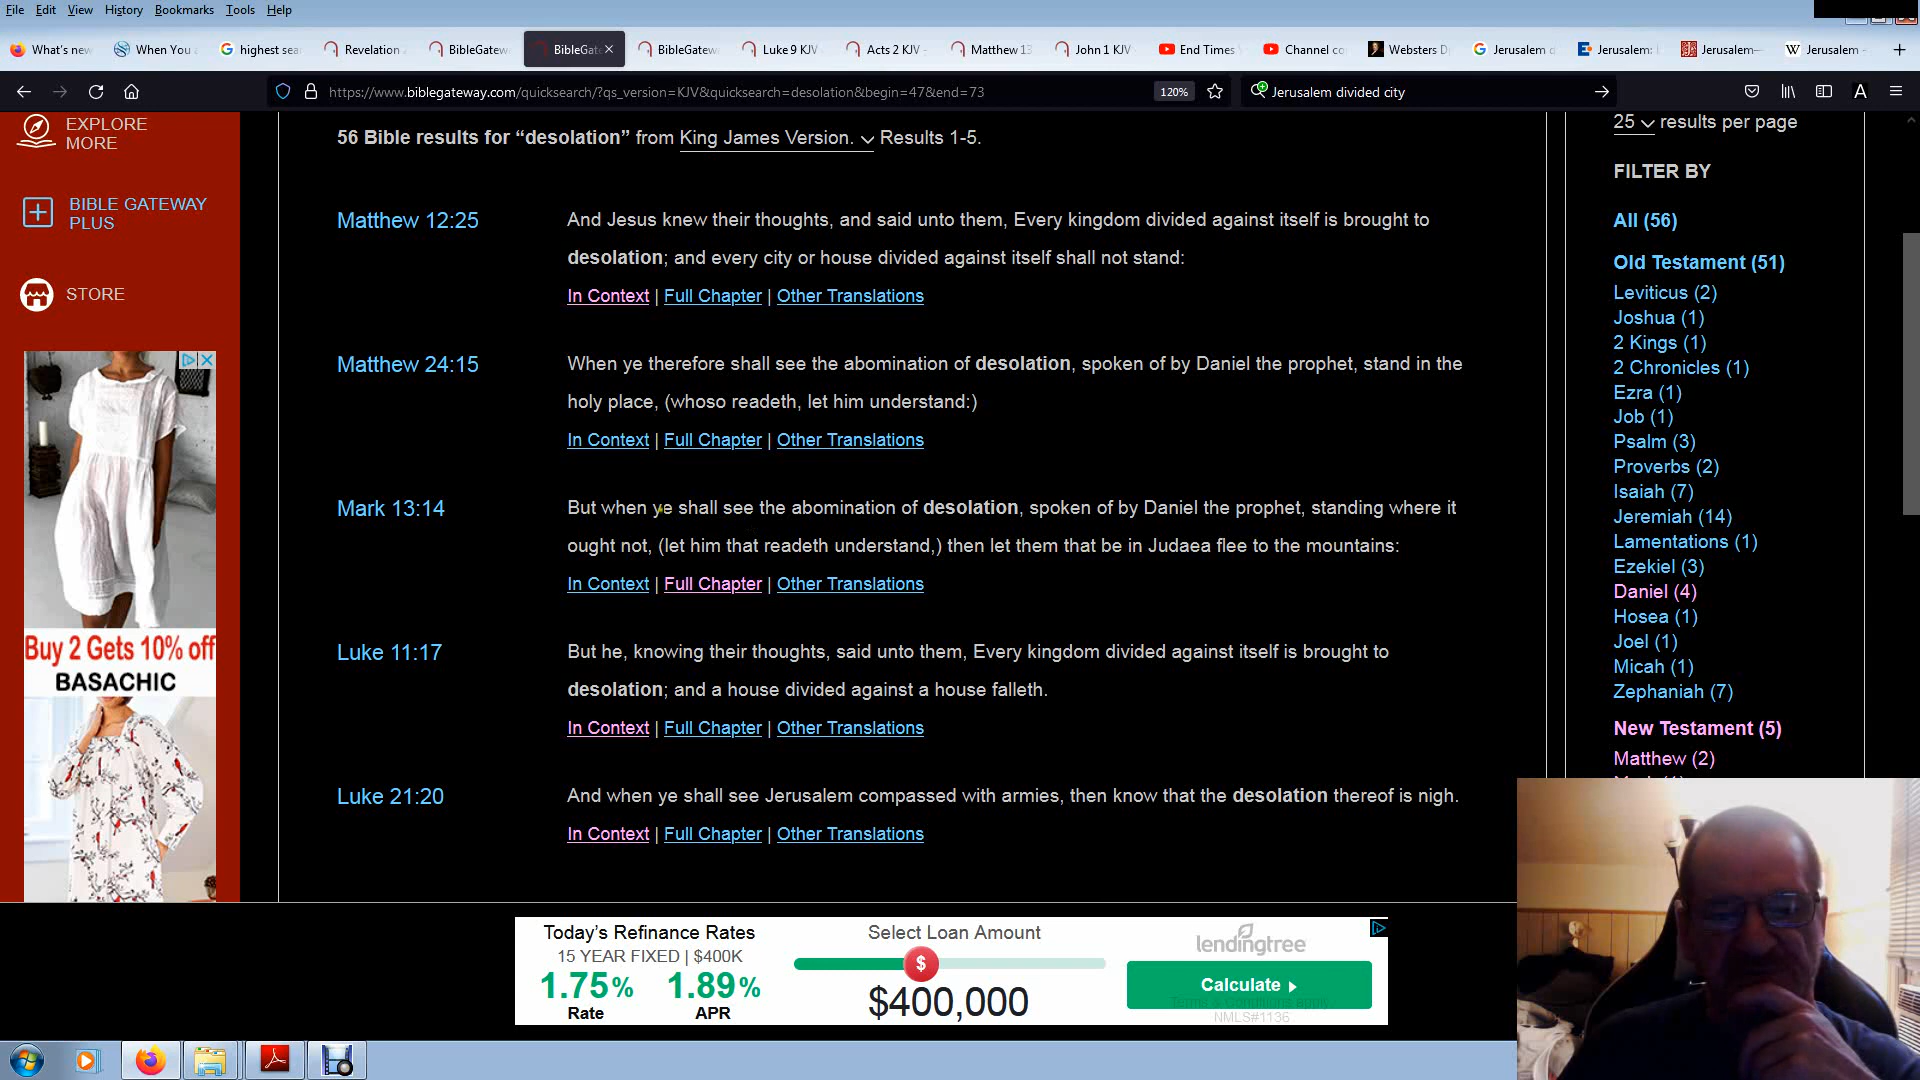 File Edit View History Bookmarks Tools Help
What's new
When You
highest sea
Revelation
BibleGatew
BibleGat
BibleGatew
Luke 9 KJV
Acts 2 KJV -
Matthew 13
John 1 KJV
End Times
Channel co
Websters D
Jerusalem d
Jerusalem:
Jerusalem—
Jerusalem -
https://www.biblegateway.com/quicksearch/?qs_version=KJV&quicksearch=desolation&begin=47&end=73
120%
Jerusalem divided city
EXPLORE
MORE
BIBLE GATEWAY
PLUS
STORE
Buy 2 Gets 10% off
BASACHIC
56 Bible results for “desolation” from King James Version. Results 1-5.
Matthew 12:25
And Jesus knew their thoughts, and said unto them, Every kingdom divided against itself is brought to
desolation; and every city or house divided against itself shall not stand:
In Context | Full Chapter | Other Translations
Matthew 24:15
When ye therefore shall see the abomination of desolation, spoken of by Daniel the prophet, stand in the
holy place, (whoso readeth, let him understand:)
In Context | Full Chapter | Other Translations
Mark 13:14
But when ye shall see the abomination of desolation, spoken of by Daniel the prophet, standing where it
ought not, (let him that readeth understand,) then let them that be in Judaea flee to the mountains:
In Context | Full Chapter | Other Translations
Luke 11:17
But he, knowing their thoughts, said unto them, Every kingdom divided against itself is brought to
desolation; and a house divided against a house falleth.
In Context | Full Chapter | Other Translations
Luke 21:20
And when ye shall see Jerusalem compassed with armies, then know that the desolation thereof is nigh.
In Context | Full Chapter | Other Translations
25 results per page
FILTER BY
All (56)
Old Testament (51)
Leviticus (2)
Joshua (1)
2 Kings (1)
2 Chronicles (1)
Ezra (1)
Job (1)
Psalm (3)
Proverbs (2)
Isaiah (7)
Jeremiah (14)
Lamentations (1)
Ezekiel (3)
Daniel (4)
Hosea (1)
Joel (1)
Micah (1)
Zephaniah (7)
New Testament (5)
Matthew (2)
Today's Refinance Rates
15 YEAR FIXED | $400K
1.75% 1.89%
Rate APR
Select Loan Amount
$
$400,000
lendingtree
Calculate
Terms & Conditions apply.
NMLS#1136